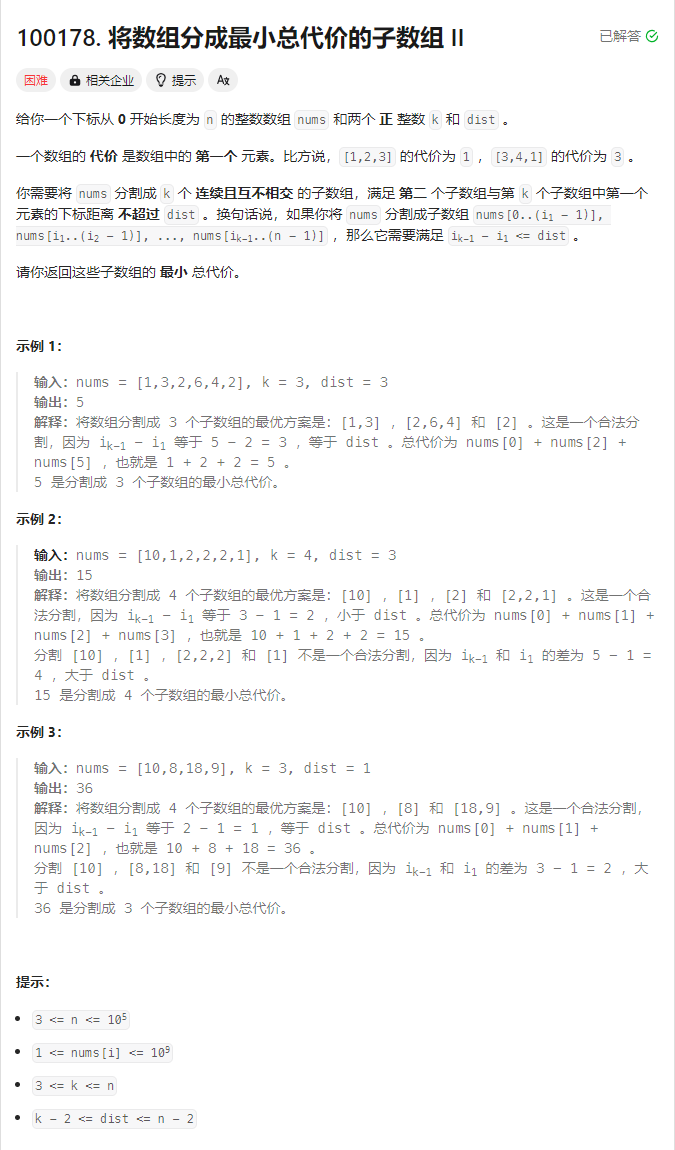 100178. 将数组分成最小总代价的子数组 II
已解答
困难 相关企业 提示 Aあ
给你一个下标从 0 开始长度为 n 的整数数组 nums 和两个 正 整数 k 和 dist 。
一个数组的 代价 是数组中的 第一个 元素。比方说， [1,2,3] 的代价为 1 ， [3,4,1] 的代价为 3 。
你需要将 nums 分割成 k 个 连续且互不相交 的子数组，满足 第二 个子数组与第 k 个子数组中第一个
元素的下标距离 不超过 dist 。换句话说，如果你将 nums 分割成子数组 nums[0..(i₁ - 1)],
nums[i₁..(i₂ - 1)], ..., nums[iₖ₋₁..(n - 1)] ，那么它需要满足 iₖ₋₁ - i₁ <= dist 。
请你返回这些子数组的 最小 总代价。
示例 1：
输入：nums = [1,3,2,6,4,2], k = 3, dist = 3
输出：5
解释：将数组分割成 3 个子数组的最优方案是：[1,3] ，[2,6,4] 和 [2] 。这是一个合法分
割，因为 iₖ₋₁ - i₁ 等于 5 - 2 = 3 ，等于 dist 。总代价为 nums[0] + nums[2] +
nums[5] ，也就是 1 + 2 + 2 = 5 。
5 是分割成 3 个子数组的最小总代价。
示例 2：
输入：nums = [10,1,2,2,2,1], k = 4, dist = 3
输出：15
解释：将数组分割成 4 个子数组的最优方案是：[10] ，[1] ，[2] 和 [2,2,1] 。这是一个合
法分割，因为 iₖ₋₁ - i₁ 等于 3 - 1 = 2 ，小于 dist 。总代价为 nums[0] + nums[1] +
nums[2] + nums[3] ，也就是 10 + 1 + 2 + 2 = 15 。
分割 [10] ，[1] ，[2,2,2] 和 [1] 不是一个合法分割，因为 iₖ₋₁ 和 i₁ 的差为 5 - 1 =
4 ，大于 dist 。
15 是分割成 4 个子数组的最小总代价。
示例 3：
输入：nums = [10,8,18,9], k = 3, dist = 1
输出：36
解释：将数组分割成 4 个子数组的最优方案是：[10] ，[8] 和 [18,9] 。这是一个合法分割，
因为 iₖ₋₁ - i₁ 等于 2 - 1 = 1 ，等于 dist 。总代价为 nums[0] + nums[1] +
nums[2] ，也就是 10 + 8 + 18 = 36 。
分割 [10] ，[8,18] 和 [9] 不是一个合法分割，因为 iₖ₋₁ 和 i₁ 的差为 3 - 1 = 2 ，大
于 dist 。
36 是分割成 3 个子数组的最小总代价。
提示：
3 <= n <= 10⁵
1 <= nums[i] <= 10⁹
3 <= k <= n
k - 2 <= dist <= n - 2